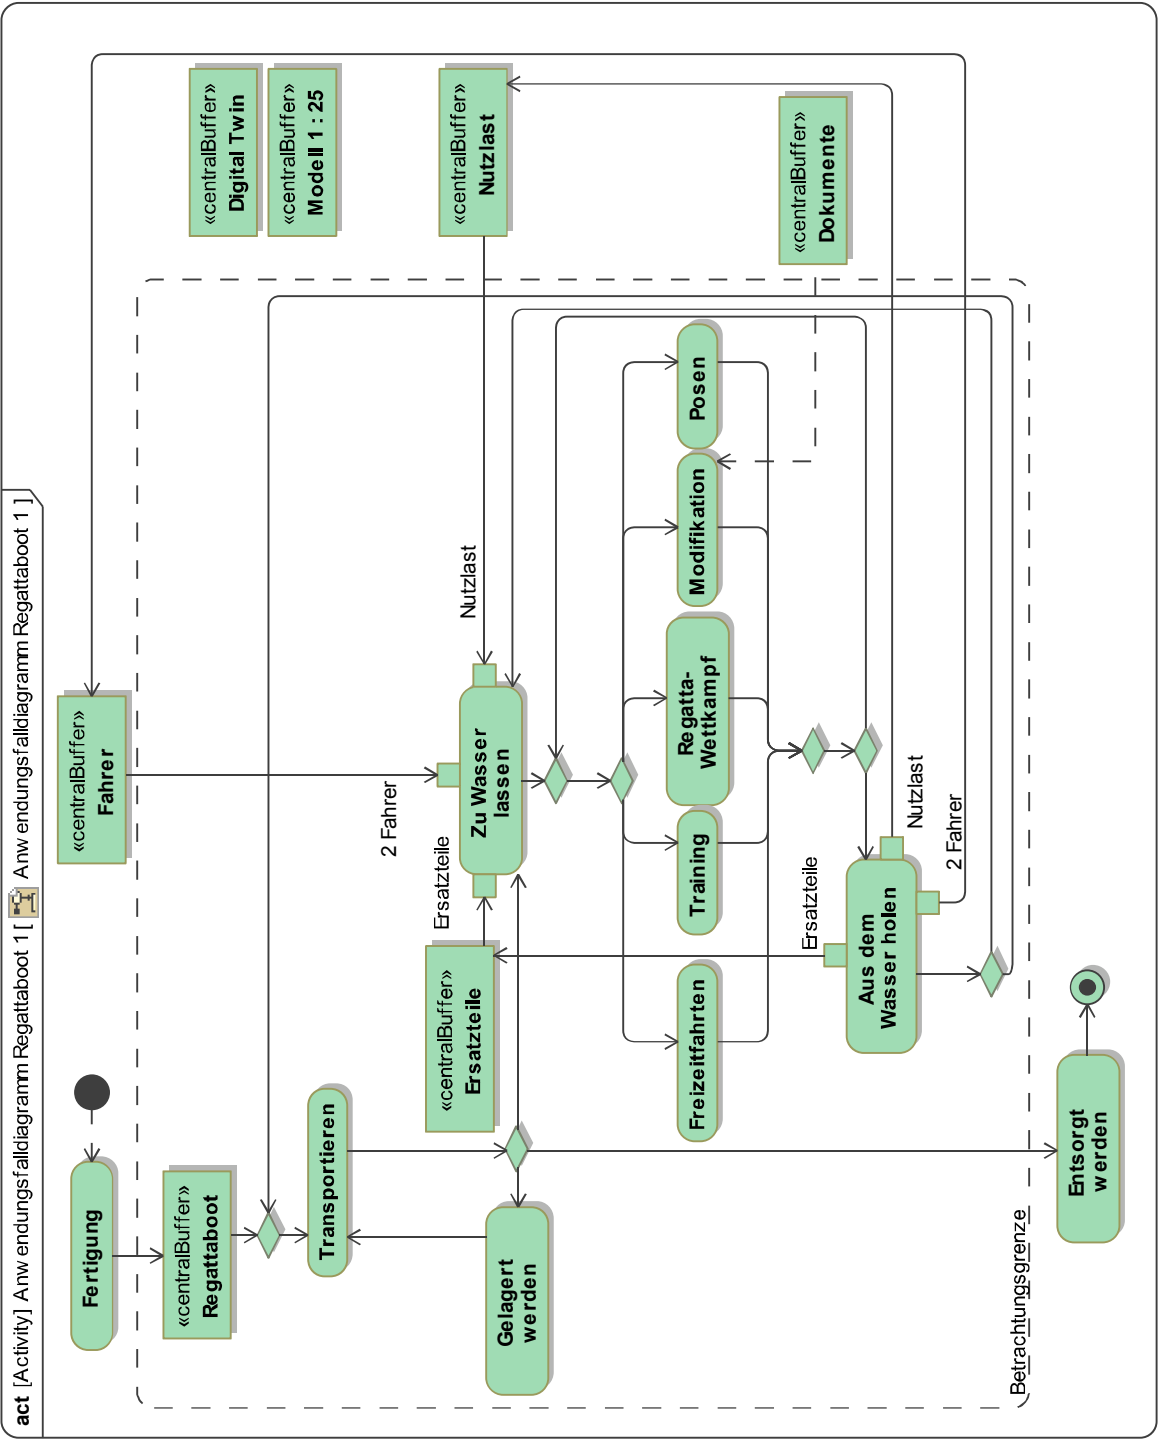 act [Activity] Anwendungsfalldiagramm Regattaboot 1 [ Anwendungsfalldiagramm Regattaboot 1 ]
Fertigung
«centralBuffer»
Fahrer
«centralBuffer»
Regattaboot
«centralBuffer»
Digital Twin
«centralBuffer»
Modell 1 : 25
Transportieren
2 Fahrer
Ersatzteile
Nutzlast
«centralBuffer»
Ersatzteile
Zu Wasser
lassen
«centralBuffer»
Nutzlast
Gelagert
werden
Freizeitfahrten
Training
Regatta-
Wettkampf
Modifikation
Posen
«centralBuffer»
Dokumente
Ersatzteile
Aus dem
Wasser holen
Nutzlast
2 Fahrer
Betrachtungsgrenze
Entsorgt
werden